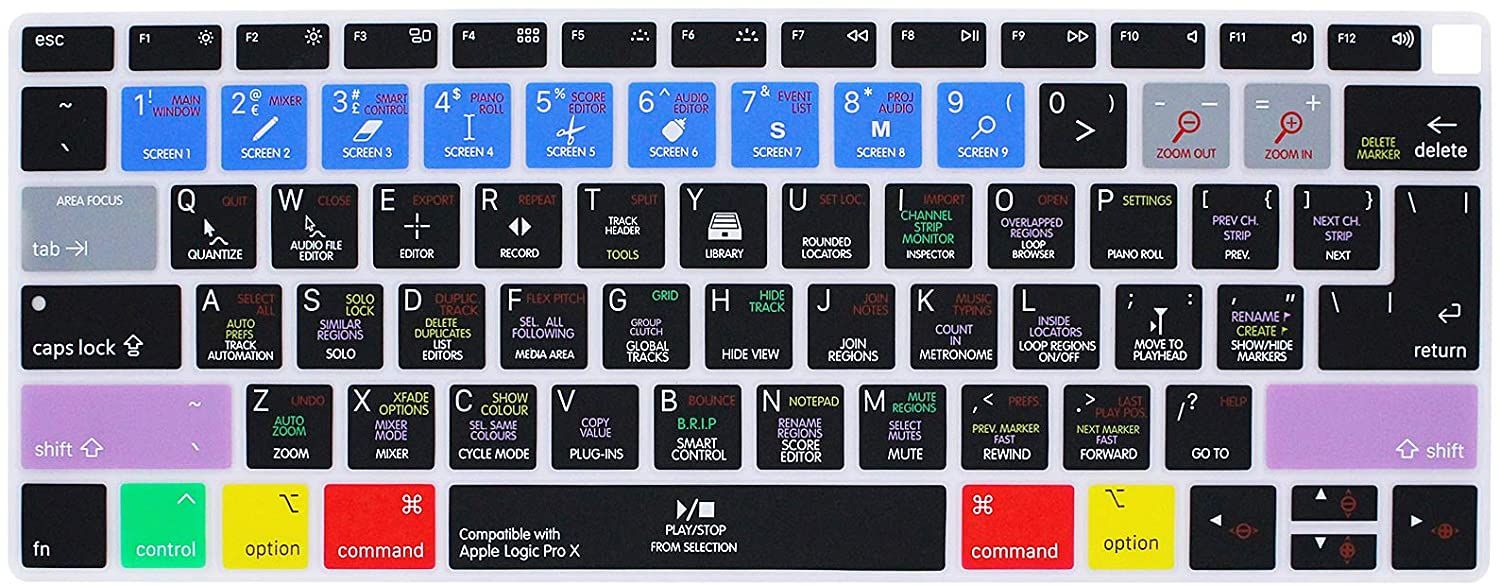 esc
F1
F2
F3
F4
F5
F6
F7
F8
F9
F10
F11
F12
~
`
1 ! MAIN
WINDOW
SCREEN 1
2 @ MIXER
€
SCREEN 2
3 # SMART
£ CONTROL
SCREEN 3
4 $ PIANO
ROLL
SCREEN 4
5 % SCORE
EDITOR
SCREEN 5
6 ^ AUDIO
EDITOR
SCREEN 6
7 & EVENT
LIST
S
SCREEN 7
8 * PROJ
AUDIO
M
SCREEN 8
9 (
SCREEN 9
0 )
>
- –
ZOOM OUT
= +
ZOOM IN
←
DELETE
MARKER
delete
AREA FOCUS
tab
Q QUIT
QUANTIZE
W CLOSE
AUDIO FILE
EDITOR
E EXPORT
EDITOR
R REPEAT
RECORD
T SPLIT
TRACK
HEADER
TOOLS
Y
LIBRARY
U SET LOC.
ROUNDED
LOCATORS
I IMPORT
CHANNEL
STRIP
MONITOR
INSPECTOR
O OPEN
OVERLAPPED
REGIONS
LOOP
BROWSER
P SETTINGS
PIANO ROLL
[ {
PREV CH.
STRIP
PREV.
] }
NEXT CH.
STRIP
NEXT
\ |
caps lock
A SELECT
ALL
AUTO
PREFS
TRACK
AUTOMATION
S SOLO
LOCK
SIMILAR
REGIONS
SOLO
D DUPLIC.
TRACK
DELETE
DUPLICATES
LIST
EDITORS
F FLEX PITCH
SEL. ALL
FOLLOWING
MEDIA AREA
G GRID
GROUP
CLUTCH
GLOBAL
TRACKS
H HIDE
TRACK
HIDE VIEW
J JOIN
NOTES
JOIN
REGIONS
K MUSIC
TYPING
COUNT
IN
METRONOME
L INSIDE
LOCATORS
LOOP REGIONS
ON/OFF
; :
MOVE TO
PLAYHEAD
, "
RENAME
CREATE
SHOW/HIDE
MARKERS
\ |
return
~
shift
`
Z UNDO
AUTO
ZOOM
ZOOM
X XFADE
OPTIONS
MIXER
MODE
MIXER
C SHOW
COLOUR
SEL. SAME
COLOURS
CYCLE MODE
V
COPY
VALUE
PLUG-INS
B BOUNCE
B.R.I.P
SMART
CONTROL
N NOTEPAD
RENAME
REGIONS
SCORE
EDITOR
M MUTE
REGIONS
SELECT
MUTES
MUTE
,< PREFS.
PREV. MARKER
FAST
REWIND
.> LAST
PLAY POS.
NEXT MARKER
FAST
FORWARD
/? HELP
GO TO
shift
fn
control
option
⌘
command
Compatible with
Apple Logic Pro X
PLAY/STOP
FROM SELECTION
⌘
command
option